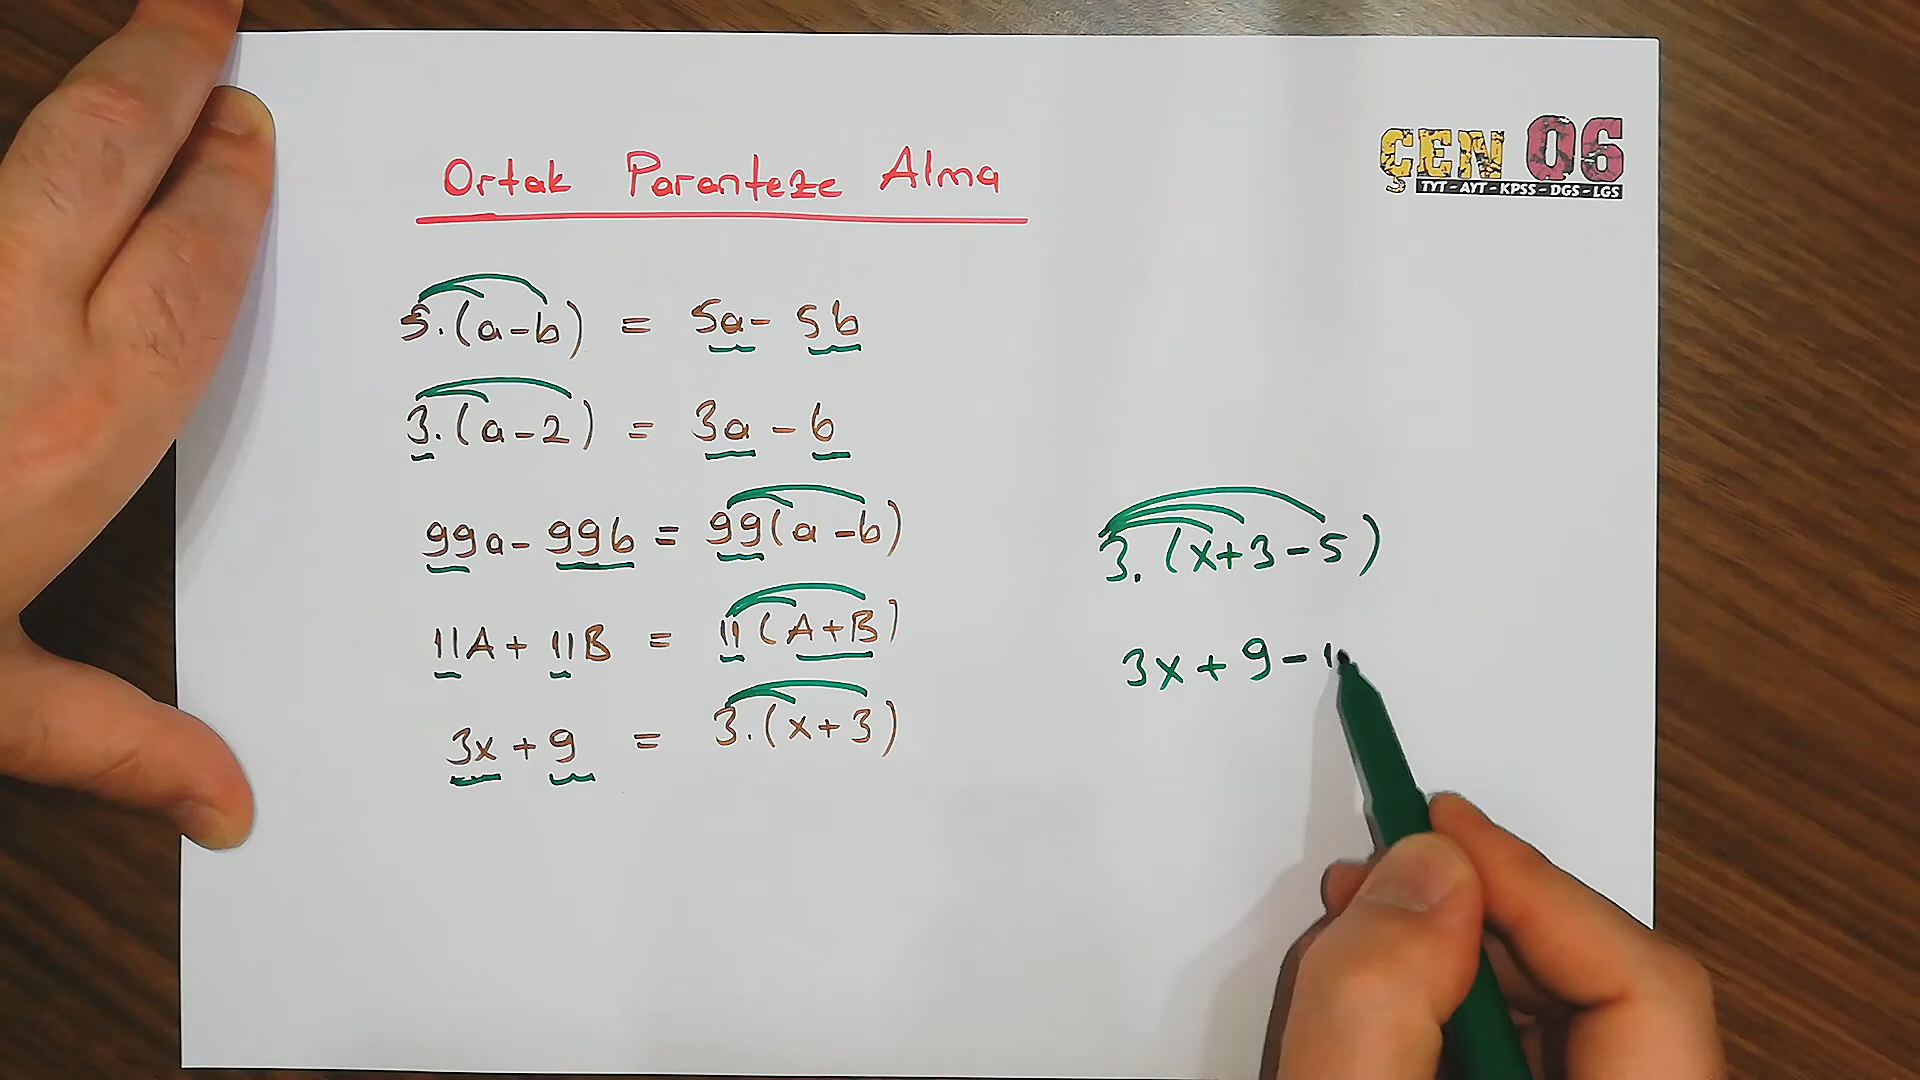 Ortak Paranteze Alma
ÇEN 06
TYT - AYT - KPSS - DGS - LGS
5.(a-b) = 5a - 5b
3.(a-2) = 3a - 6
99a - 99b = 99(a-b)
11A + 11B = 11(A+B)
3x + 9 = 3.(x+3)
3.(x+3-5)
3x + 9 - 1